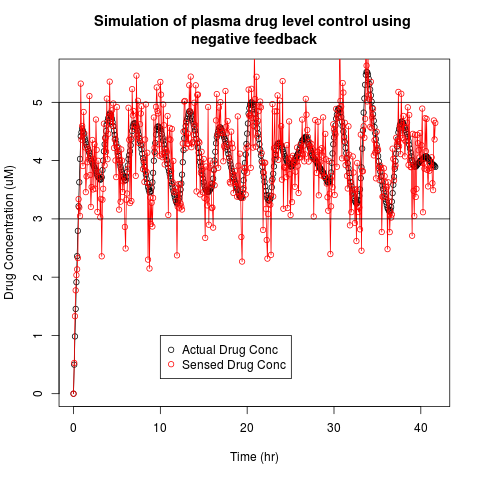 Simulation of plasma drug level control using
negative feedback
Drug Concentration (uM)
5
4
3
2
1
0
Actual Drug Conc
Sensed Drug Conc
0 10 20 30 40
Time (hr)